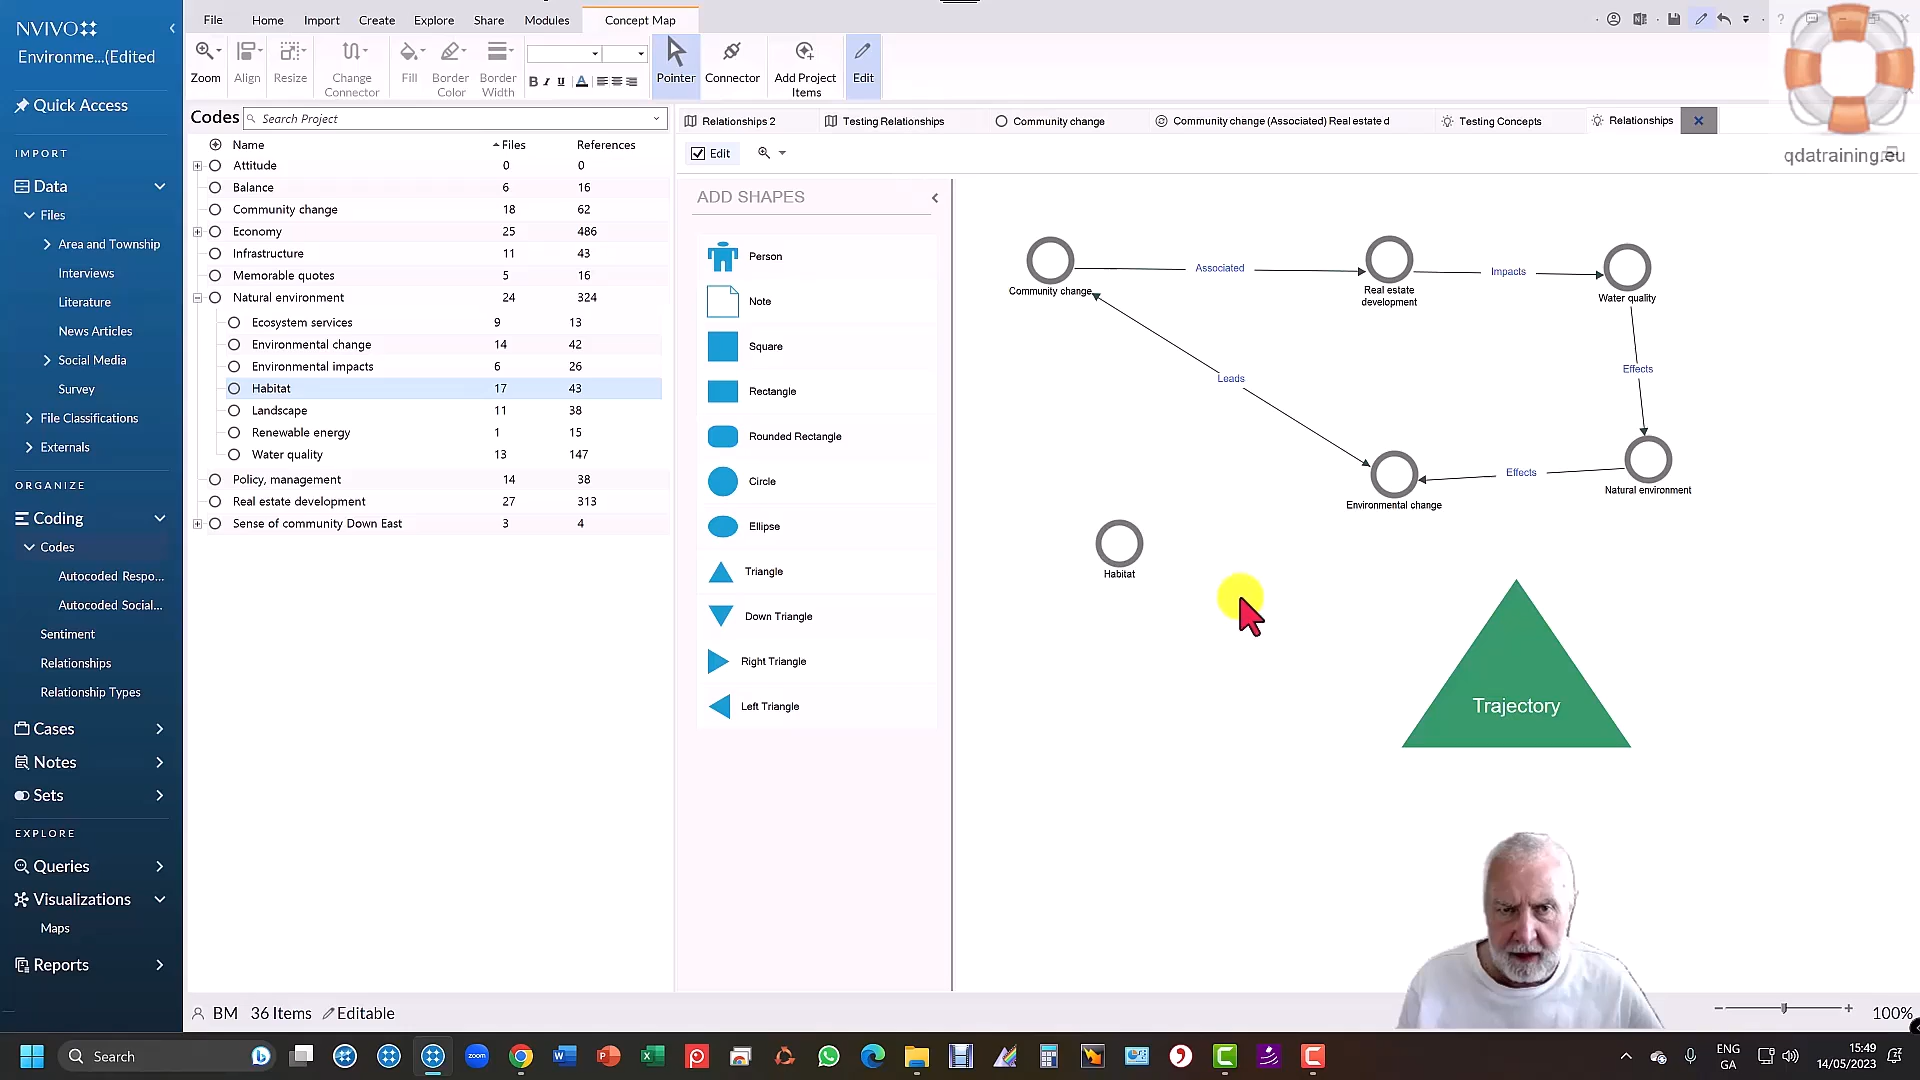 NVIVO
Environme...(Edited
Quick Access
IMPORT
Data
Files
Area and Township
Interviews
Literature
News Articles
Social Media
Survey
File Classifications
Externals
ORGANIZE
Coding
Codes
Autocoded Respo...
Autocoded Social...
Sentiment
Relationships
Relationship Types
Cases
Notes
Sets
EXPLORE
Queries
Visualizations
Maps
Reports
File Home Import Create Explore Share Modules Concept Map
Zoom Align Resize Change Connector Fill Border Color Border Width B I U A Pointer Connector Add Project Items Edit
Codes Search Project
Name Files References
Attitude 0 0
Balance 6 16
Community change 18 62
Economy 25 486
Infrastructure 11 43
Memorable quotes 5 16
Natural environment 24 324
Ecosystem services 9 13
Environmental change 14 42
Environmental impacts 6 26
Habitat 17 43
Landscape 11 38
Renewable energy 1 15
Water quality 13 147
Policy, management 14 38
Real estate development 27 313
Sense of community Down East 3 4
Relationships 2 Testing Relationships Community change Community change (Associated) Real estate d Testing Concepts Relationships
Edit
qdatraining.eu
ADD SHAPES
Person
Note
Square
Rectangle
Rounded Rectangle
Circle
Ellipse
Triangle
Down Triangle
Right Triangle
Left Triangle
Community change
Associated
Real estate
development
Impacts
Water quality
Effects
Leads
Natural environment
Effects
Environmental change
Habitat
Trajectory
BM 36 Items Editable
100%
Search
zoom
ENG
GA
15:49
14/05/2023